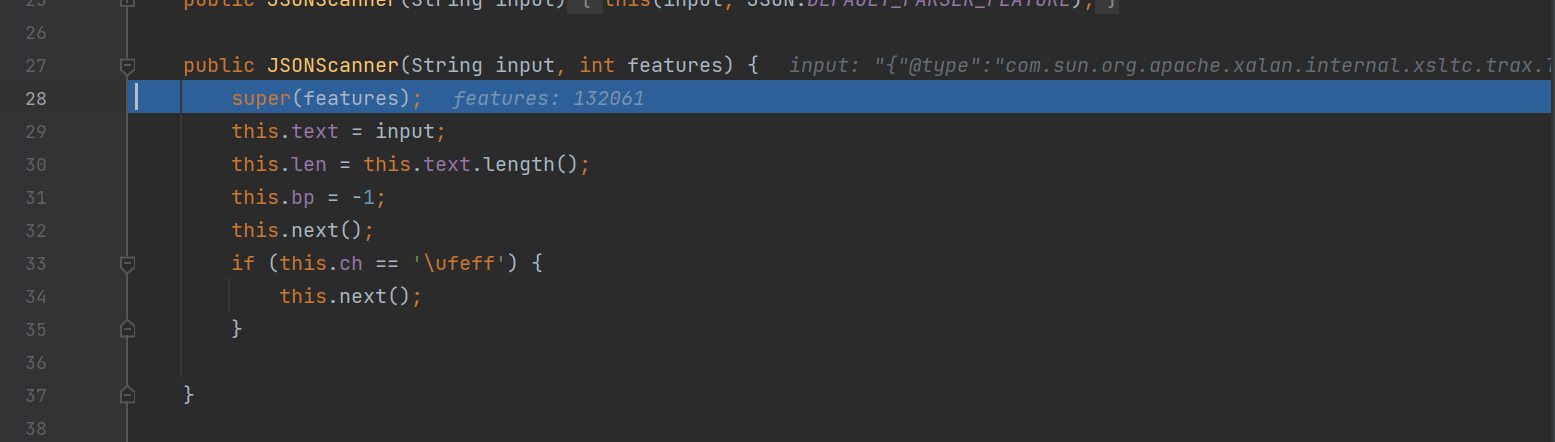 25 public JSONScanner(String input) { this(input, JSON.DEFAULT_PARSER_FEATURE); }
26
27 public JSONScanner(String input, int features) { input: "{"@type":"com.sun.org.apache.xalan.internal.xsltc.trax.
28 super(features); features: 132061
29 this.text = input;
30 this.len = this.text.length();
31 this.bp = -1;
32 this.next();
33 if (this.ch == '\ufeff') {
34 this.next();
35 }
36
37 }
38